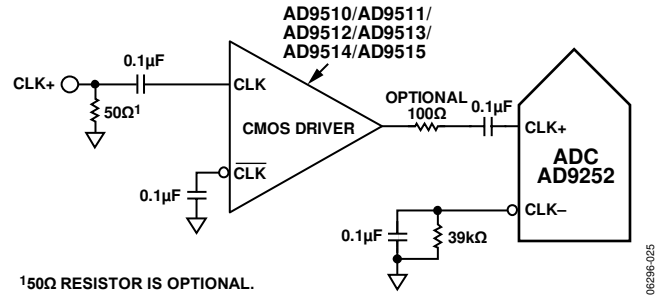 AD9510/AD9511/
AD9512/AD9513/
AD9514/AD9515
0.1µF
CLK+
50Ω¹
CLK
CMOS DRIVER
CLK
0.1µF
OPTIONAL
100Ω
0.1µF
CLK+
ADC
AD9252
CLK–
0.1µF
39kΩ
¹50Ω RESISTOR IS OPTIONAL.
06296-025